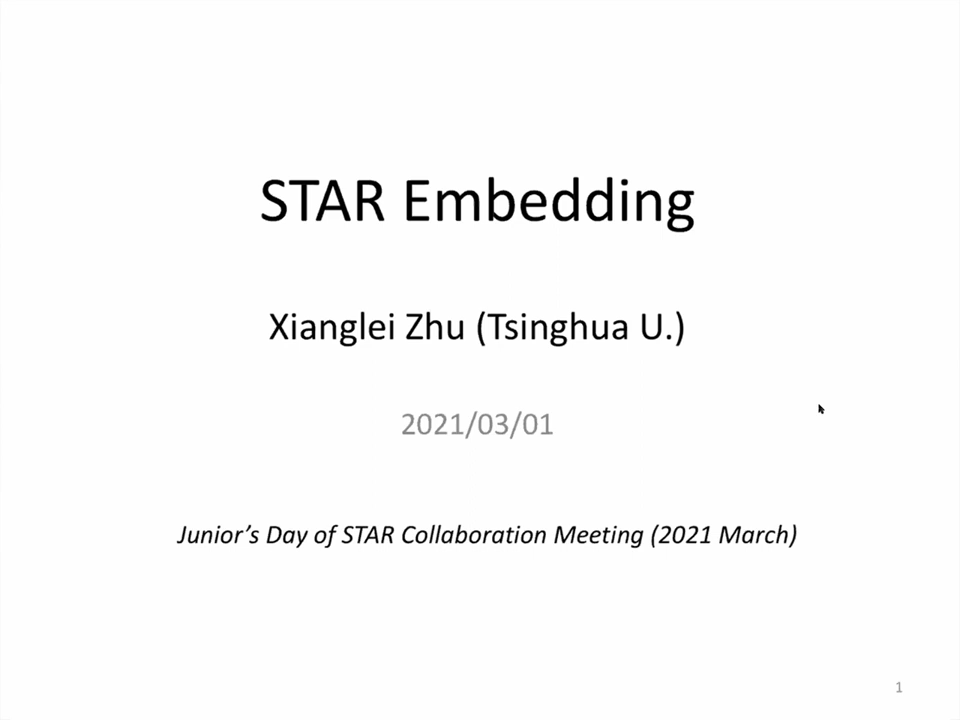 STAR Embedding
Xianglei Zhu (Tsinghua U.)
2021/03/01
Junior’s Day of STAR Collaboration Meeting (2021 March)
1